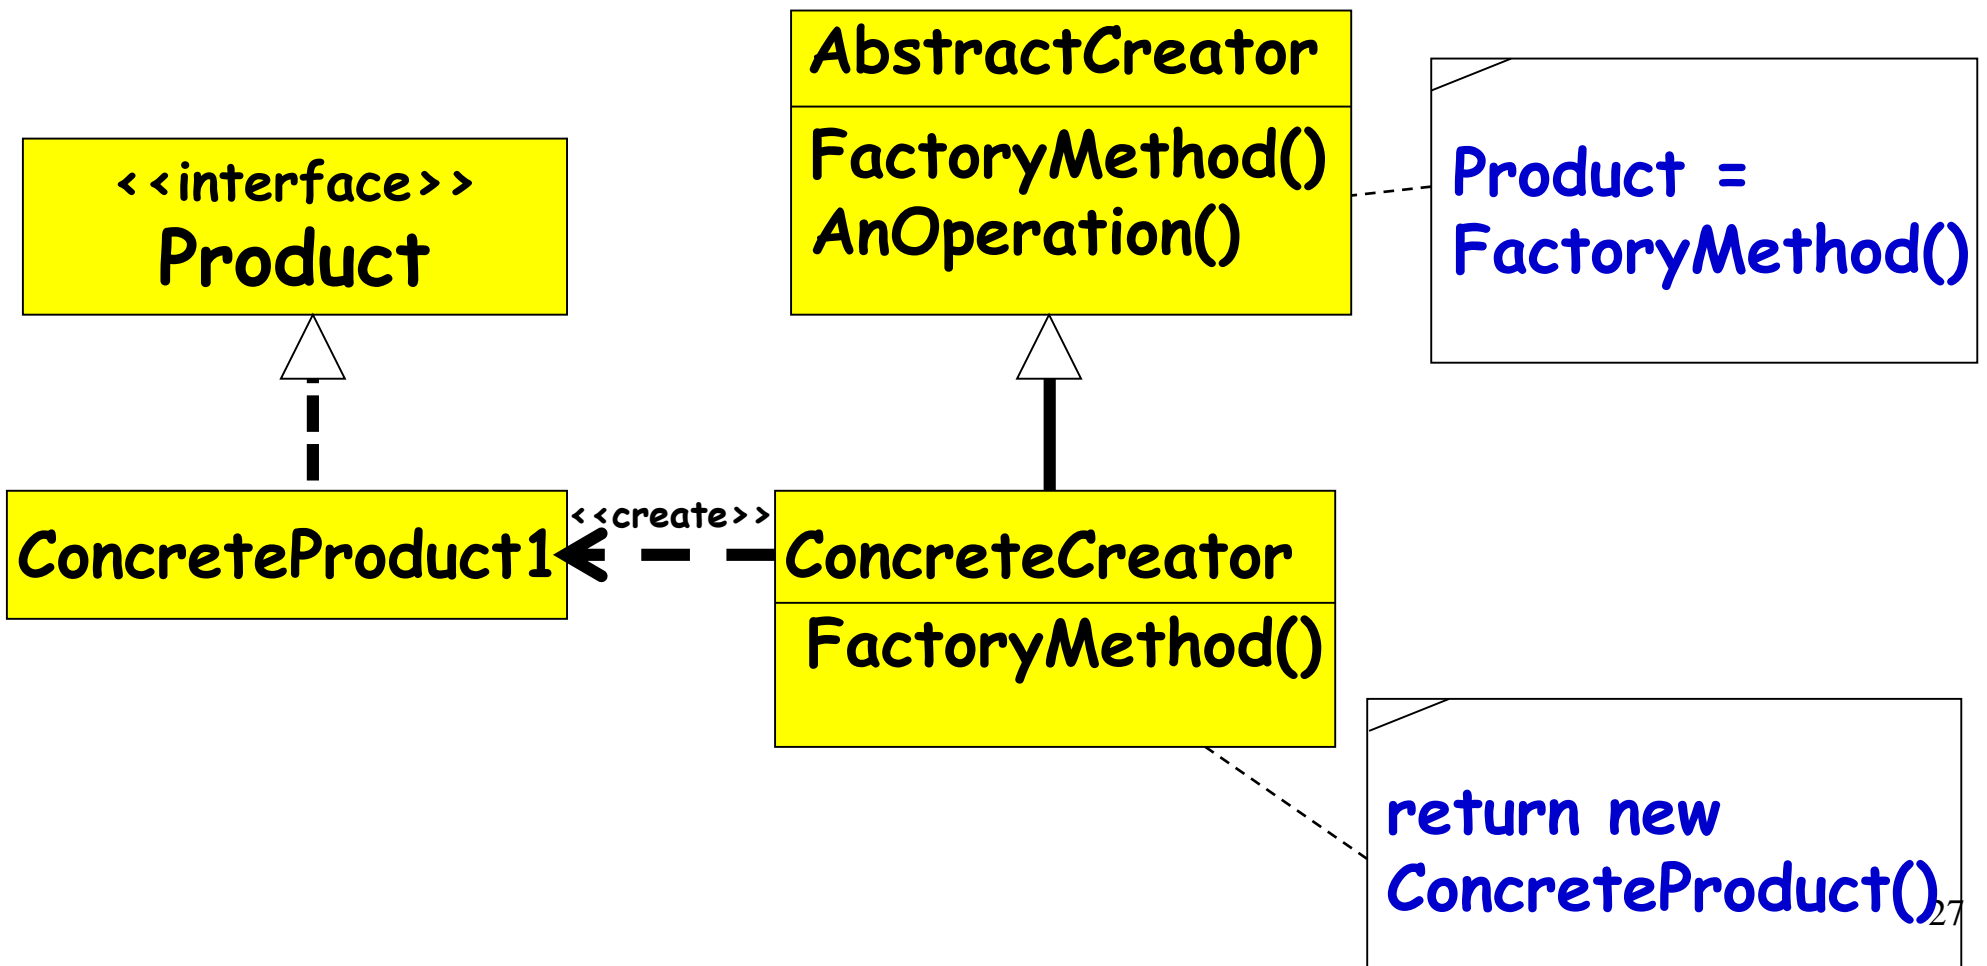 AbstractCreator
FactoryMethod()
AnOperation()
Product =
FactoryMethod()
<<interface>>
Product
ConcreteProduct1
<<create>>
ConcreteCreator
FactoryMethod()
return new
ConcreteProduct()
27